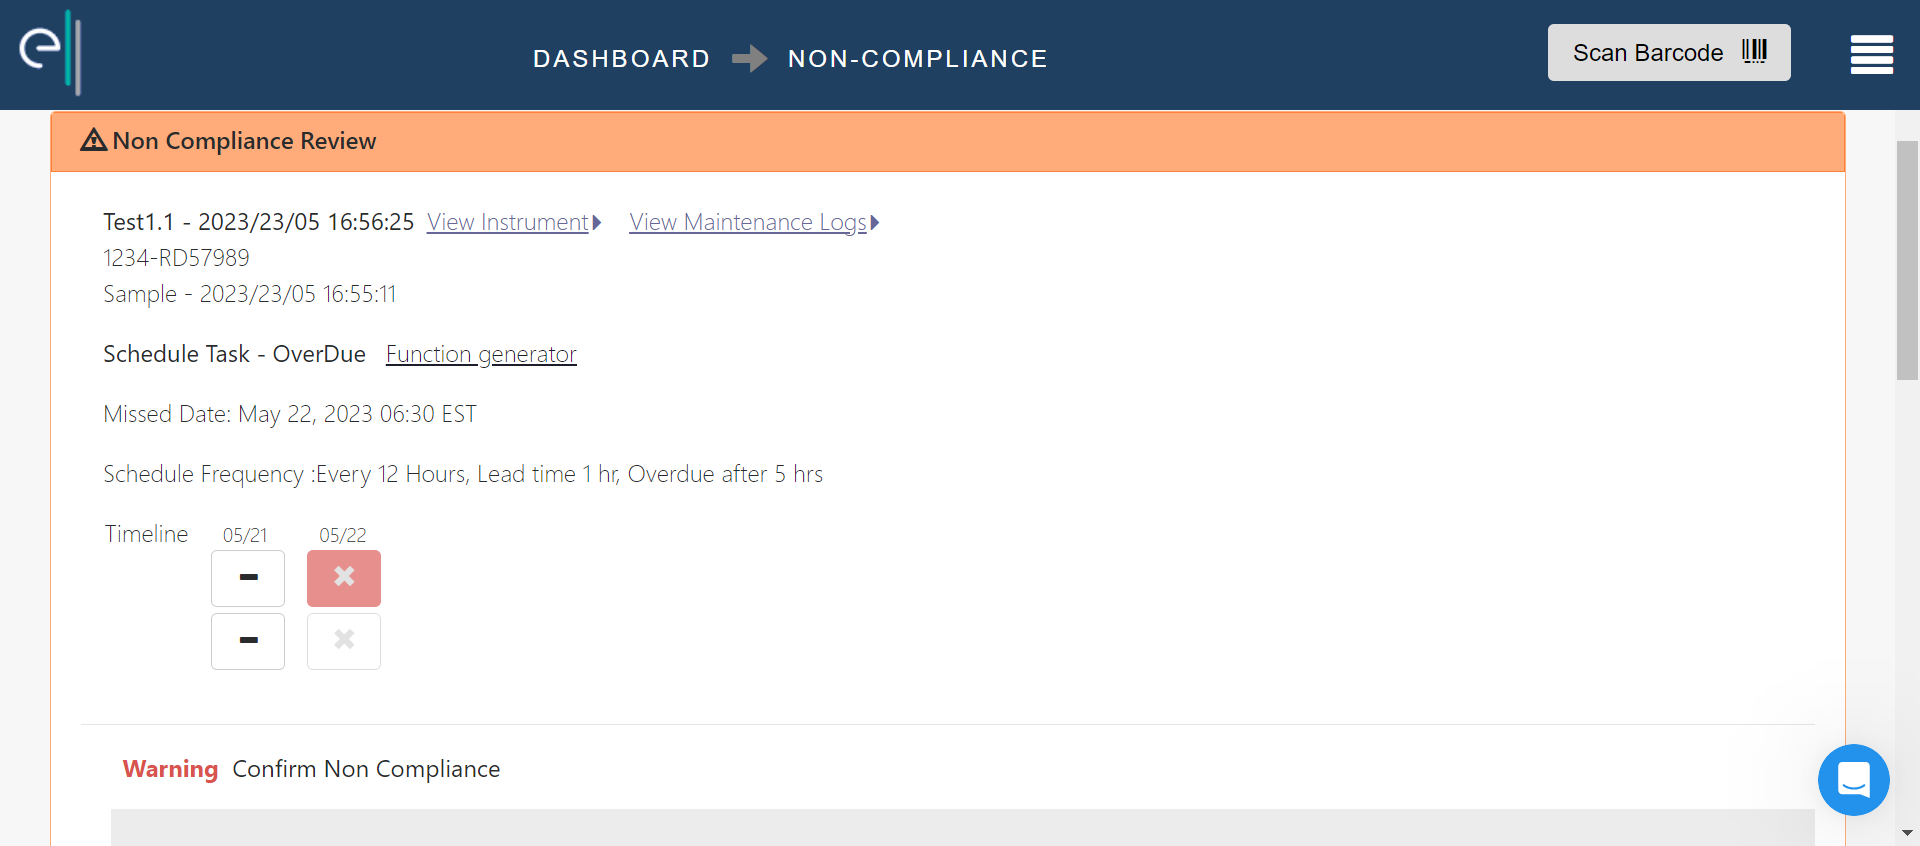 ell
DASHBOARD NON-COMPLIANCE
Scan Barcode
Non Compliance Review
Test1.1 - 2023/23/05 16:56:25 View Instrument View Maintenance Logs
1234-RD57989
Sample - 2023/23/05 16:55:11
Schedule Task - OverDue Function generator
Missed Date: May 22, 2023 06:30 EST
Schedule Frequency :Every 12 Hours, Lead time 1 hr, Overdue after 5 hrs
Timeline 05/21 05/22
Warning Confirm Non Compliance